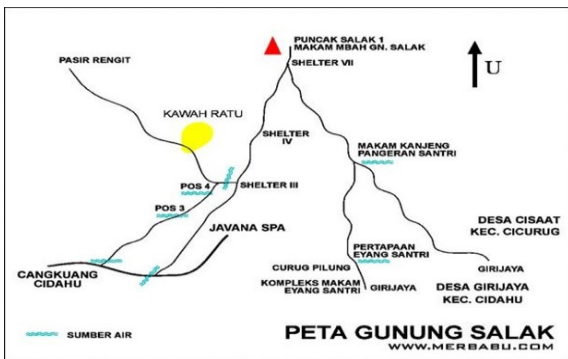 PUNCAK SALAK 1
MAKAM MBAH GN. SALAK
SHELTER VII
U
PASIR RENGIT
KAWAH RATU
SHELTER
IV
MAKAM KANJENG
PANGERAN SANTRI
POS 4
SHELTER III
POS 3
JAVANA SPA
DESA CISAAT
KEC. CICURUG
PERTAPAAN
EYANG SANTRI
CANGKUANG
CIDAHU
CURUG PILUNG
GIRIJAYA
KOMPLEKS MAKAM
EYANG SANTRI
GIRIJAYA
DESA GIRIJAYA
KEC. CIDAHU
SUMBER AIR
PETA GUNUNG SALAK
WWW.MERBABU.COM